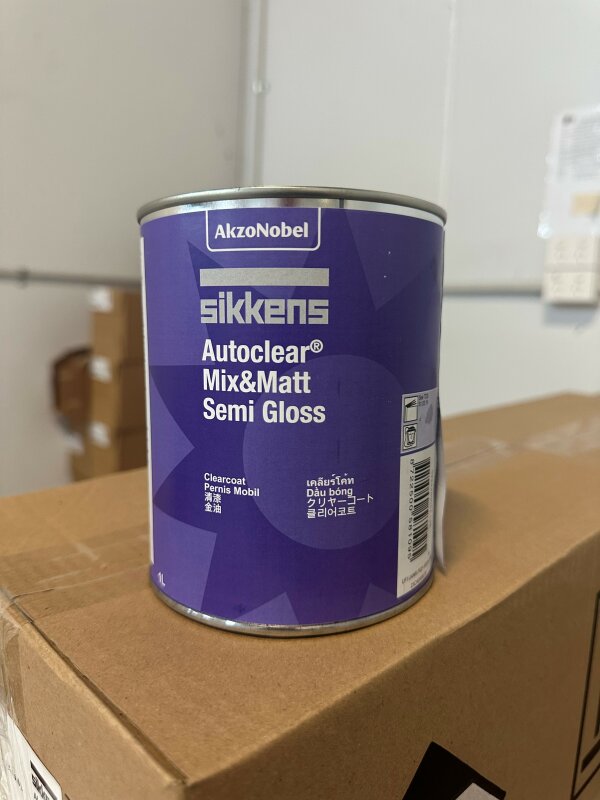 AkzoNobel
sikkens
Autoclear®
Mix&Matt
Semi Gloss
Clearcoat
Pernis Mobil
清漆
金油
เคลียร์โค้ท
Dầu bóng
クリヤーコート
클리어코트
1L
sikkens